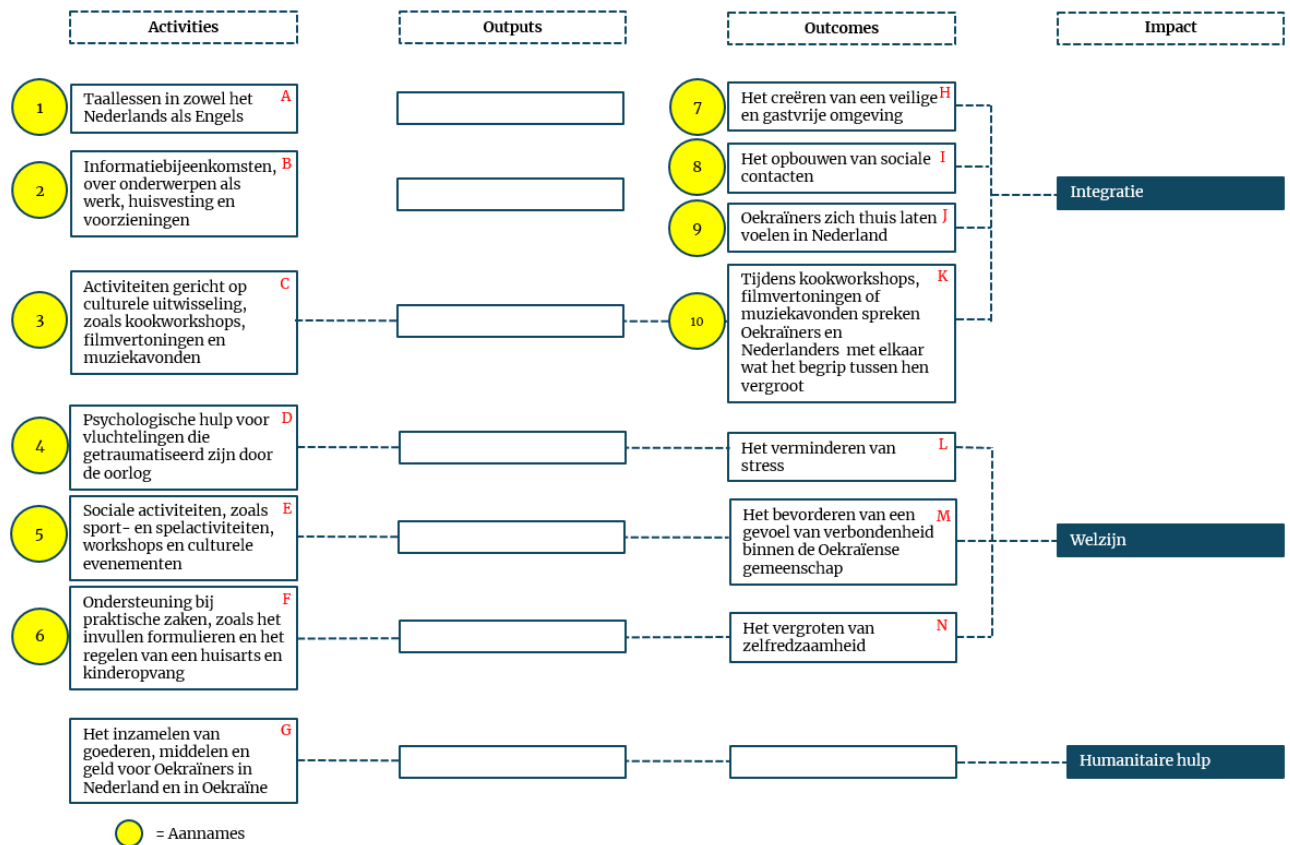 Activities
Outputs
Outcomes
Impact
1
Taallessen in zowel het
Nederlands als Engels
A
7
Het creëren van een veilige
en gastvrije omgeving
H
2
Informatiebijeenkomsten,
over onderwerpen als
werk, huisvesting en
voorzieningen
B
8
Het opbouwen van sociale
contacten
I
Integratie
9
Oekraïners zich thuis laten
voelen in Nederland
J
3
Activiteiten gericht op
culturele uitwisseling,
zoals kookworkshops,
filmvertoningen en
muziekavonden
C
10
Tijdens kookworkshops,
filmvertoningen of
muziekavonden spreken
Oekraïners en
Nederlanders met elkaar
wat het begrip tussen hen
vergroot
K
4
Psychologische hulp voor
vluchtelingen die
getraumatiseerd zijn door
de oorlog
D
Het verminderen van
stress
L
5
Sociale activiteiten, zoals
sport- en spelactiviteiten,
workshops en culturele
evenementen
E
Het bevorderen van een
gevoel van verbondenheid
binnen de Oekraïense
gemeenschap
M
Welzijn
6
Ondersteuning bij
praktische zaken, zoals het
invullen formulieren en het
regelen van een huisarts en
kinderopvang
F
Het vergroten van
zelfredzaamheid
N
Het inzamelen van
goederen, middelen en
geld voor Oekraïners in
Nederland en in Oekraïne
G
Humanitaire hulp
= Aannames